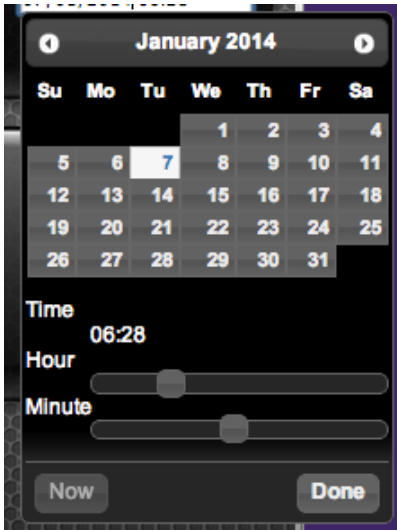 January 2014
Su Mo Tu We Th Fr Sa
1 2 3 4
5 6 7 8 9 10 11
12 13 14 15 16 17 18
19 20 21 22 23 24 25
26 27 28 29 30 31
Time
06:28
Hour
Minute
Now Done